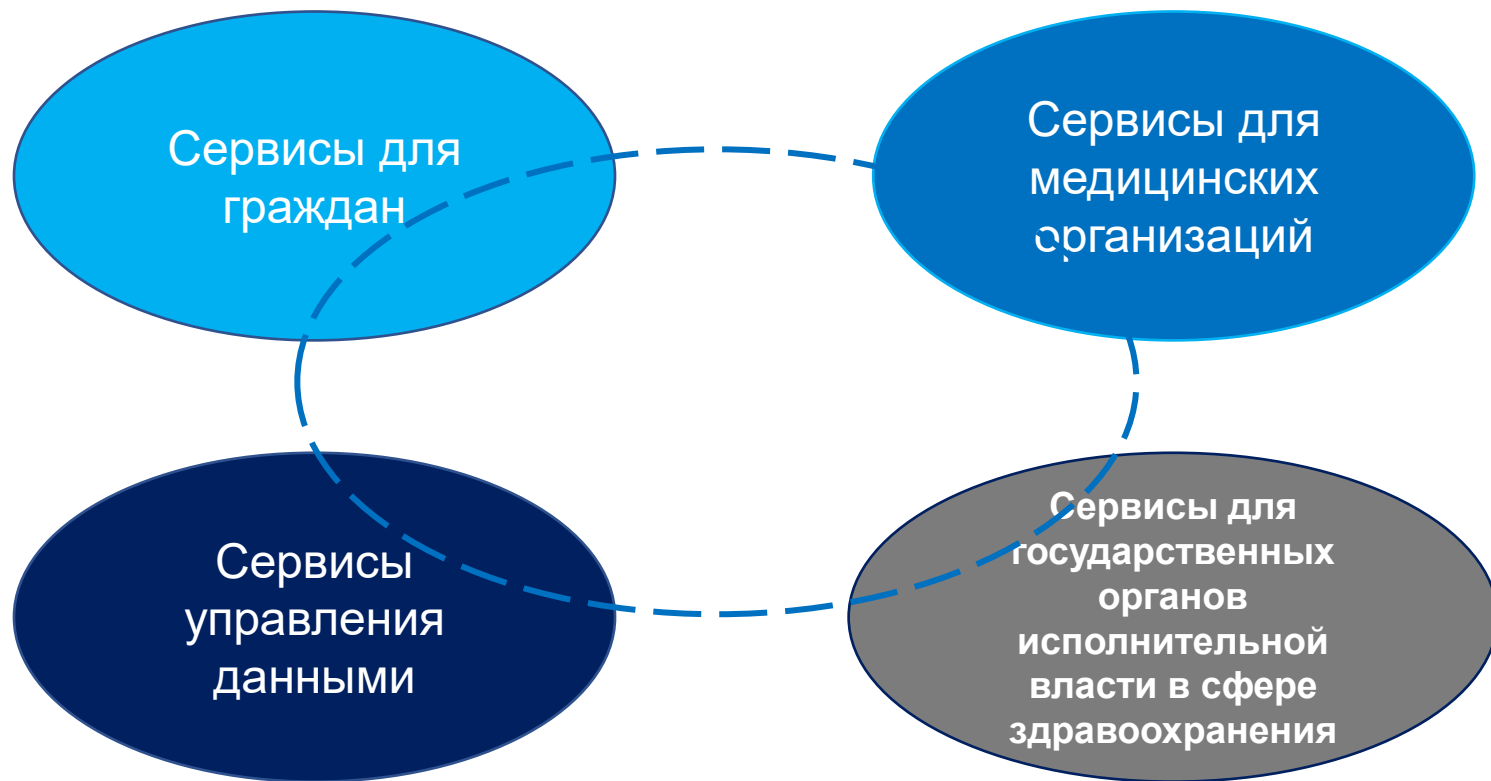 Сервисы для
граждан
Сервисы для
медицинских
организаций
Сервисы
управления
данными
Сервисы для
государственных
органов
исполнительной
власти в сфере
здравоохранения